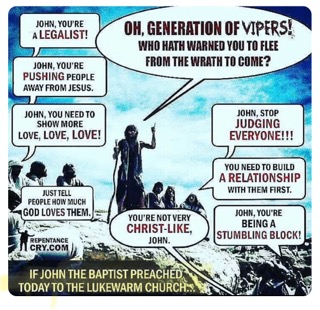 JOHN, YOU'RE
A LEGALIST!
OH, GENERATION OF VIPERS!
WHO HATH WARNED YOU TO FLEE
FROM THE WRATH TO COME?
JOHN, YOU'RE
PUSHING PEOPLE
AWAY FROM JESUS.
JOHN, YOU NEED TO
SHOW MORE
LOVE, LOVE, LOVE!
JOHN, STOP
JUDGING
EVERYONE!!!
YOU NEED TO BUILD
A RELATIONSHIP
WITH THEM FIRST.
JUST TELL
PEOPLE HOW MUCH
GOD LOVES THEM.
YOU'RE NOT VERY
CHRIST-LIKE,
JOHN.
JOHN, YOU'RE
BEING A
STUMBLING BLOCK!
REPENTANCE
CRY.COM
IF JOHN THE BAPTIST PREACHED
TODAY TO THE LUKEWARM CHURCH...